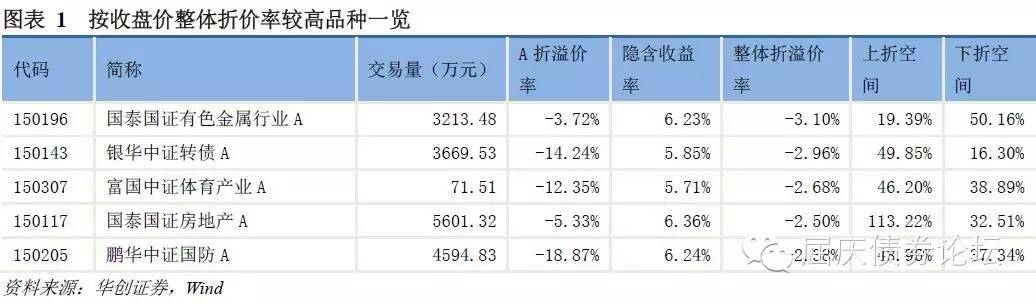 图表 1 按收盘价整体折价率较高品种一览
代码 简称 交易量（万元） A 折溢价率 隐含收益率 整体折溢价率 上折空间 下折空间
150196 国泰国证有色金属行业 A 3213.48 -3.72% 6.23% -3.10% 19.39% 50.16%
150143 银华中证转债 A 3669.53 -14.24% 5.85% -2.96% 49.85% 16.30%
150307 富国中证体育产业 A 71.51 -12.35% 5.71% -2.68% 46.20% 38.89%
150117 国泰国证房地产 A 5601.32 -5.33% 6.36% -2.50% 113.22% 32.51%
150205 鹏华中证国防 A 4594.83 -18.87% 6.24% 37.34%
屈庆债券论坛
资料来源：华创证券，Wind